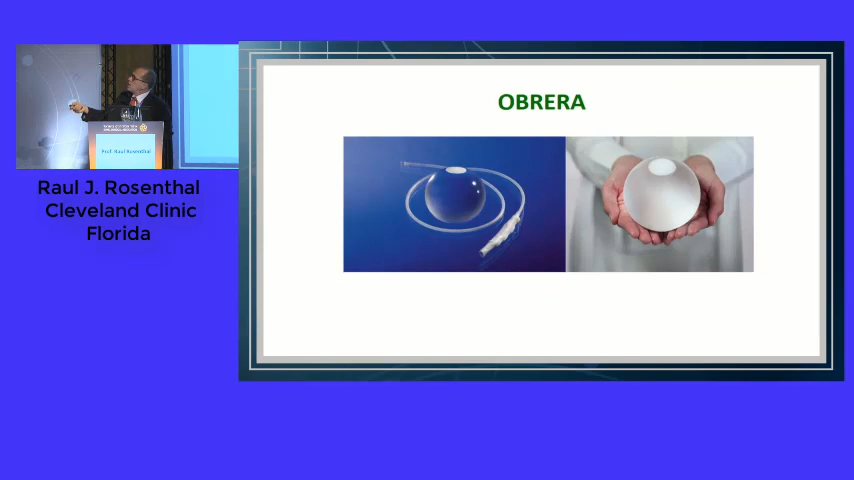 OBRERA
Prof. Raul Rosenthal
Raul J. Rosenthal
Cleveland Clinic
Florida